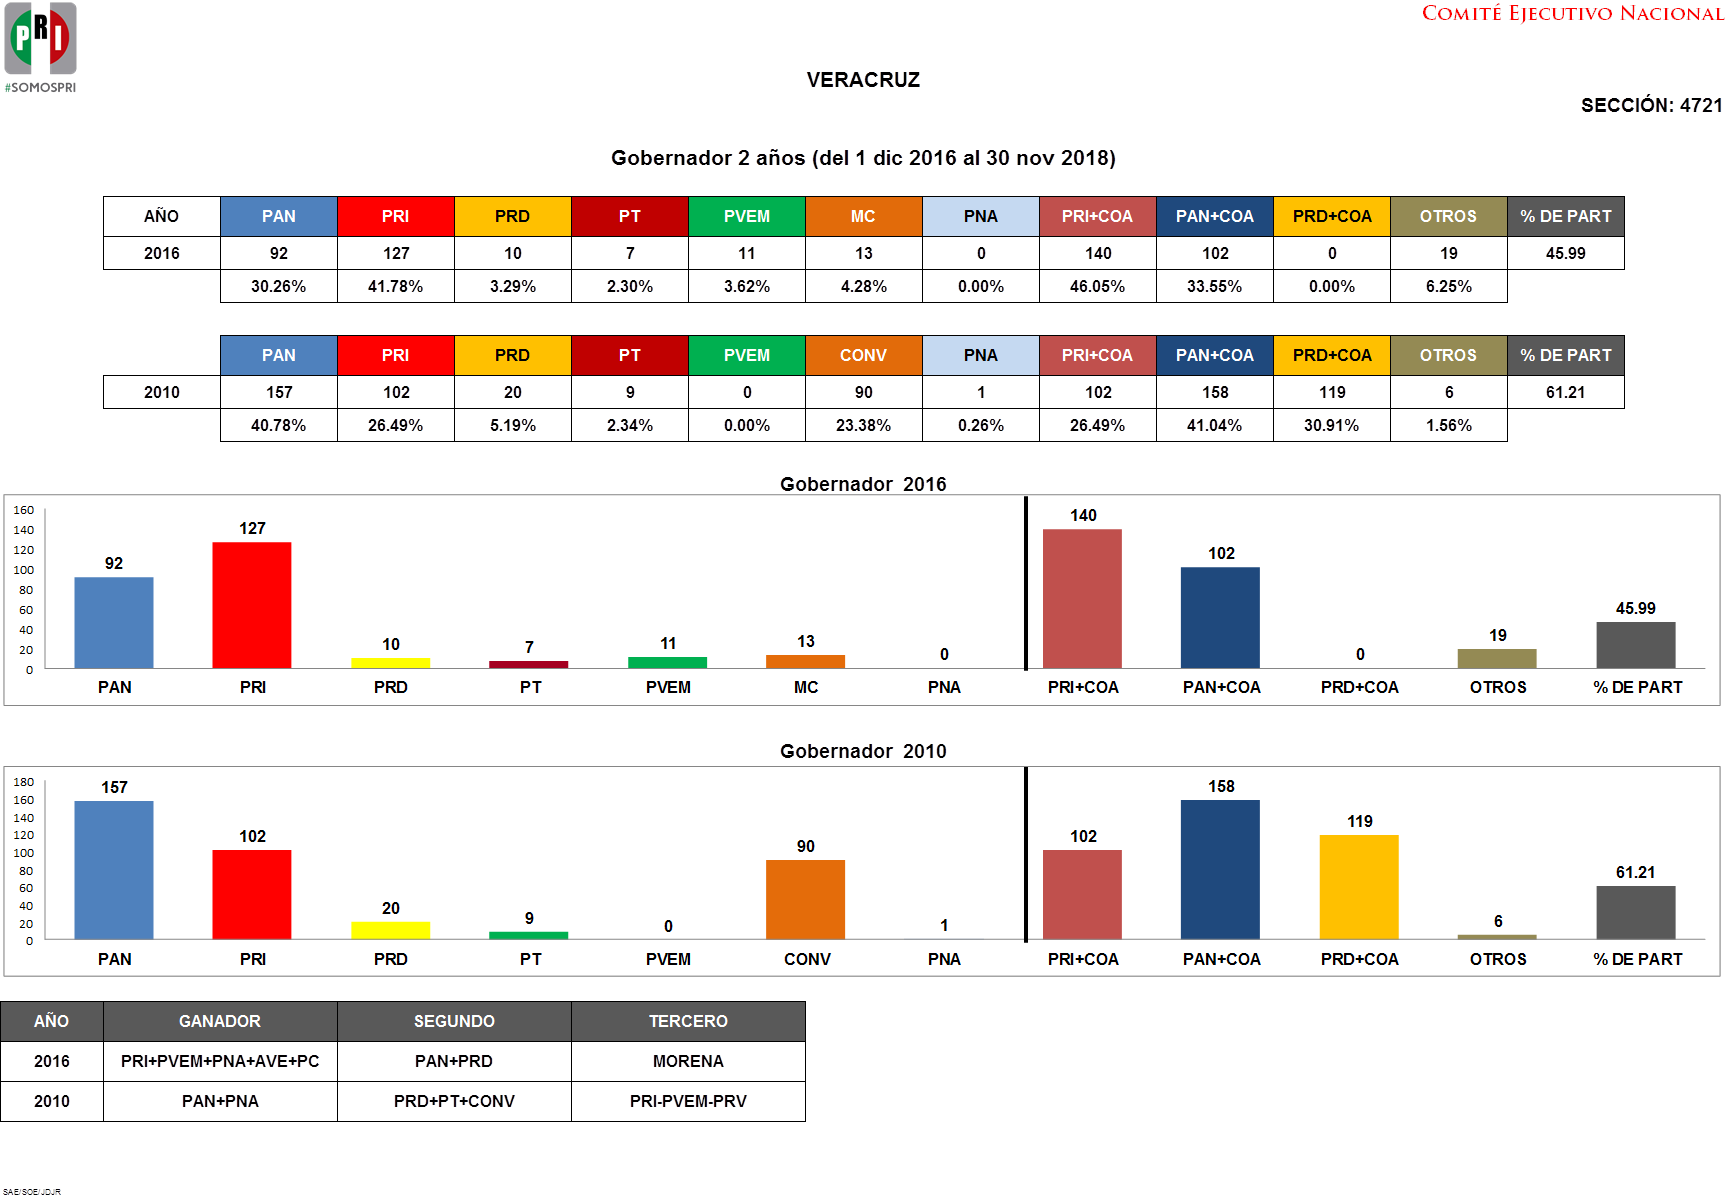 PRI
#SOMOSPRI
COMITÉ EJECUTIVO NACIONAL
VERACRUZ
SECCIÓN: 4721
Gobernador 2 años (del 1 dic 2016 al 30 nov 2018)
AÑO PAN PRI PRD PT PVEM MC PNA PRI+COA PAN+COA PRD+COA OTROS % DE PART
2016 92 127 10 7 11 13 0 140 102 0 19 45.99
30.26% 41.78% 3.29% 2.30% 3.62% 4.28% 0.00% 46.05% 33.55% 0.00% 6.25%
PAN PRI PRD PT PVEM CONV PNA PRI+COA PAN+COA PRD+COA OTROS % DE PART
2010 157 102 20 9 0 90 1 102 158 119 6 61.21
40.78% 26.49% 5.19% 2.34% 0.00% 23.38% 0.26% 26.49% 41.04% 30.91% 1.56%
Gobernador 2016
160
140
120
100
80
60
40
20
0
92 127 10 7 11 13 0 140 102 0 19 45.99
PAN PRI PRD PT PVEM MC PNA PRI+COA PAN+COA PRD+COA OTROS % DE PART
Gobernador 2010
180
160
140
120
100
80
60
40
20
0
157 102 20 9 0 90 1 102 158 119 6 61.21
PAN PRI PRD PT PVEM CONV PNA PRI+COA PAN+COA PRD+COA OTROS % DE PART
AÑO GANADOR SEGUNDO TERCERO
2016 PRI+PVEM+PNA+AVE+PC PAN+PRD MORENA
2010 PAN+PNA PRD+PT+CONV PRI-PVEM-PRV
SAE/SOE/JDJR